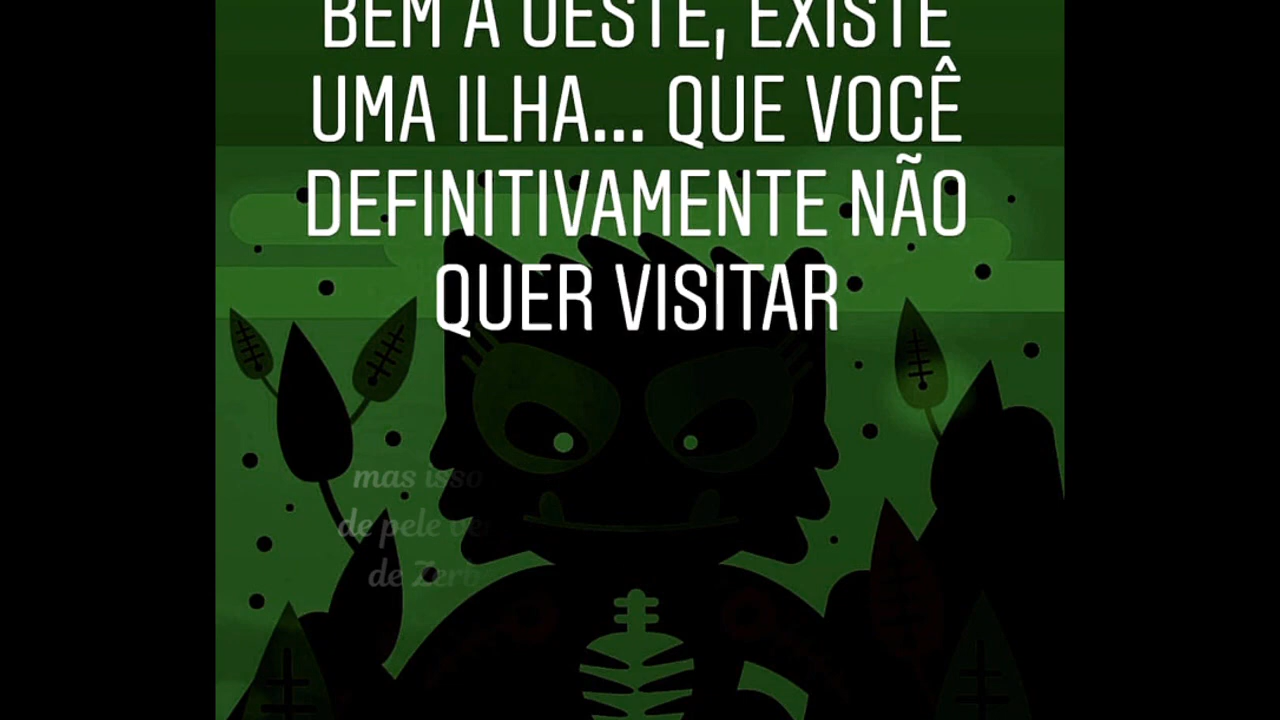 BEM A OESTE, EXISTE
UMA ILHA... QUE VOCÊ
DEFINITIVAMENTE NÃO
QUER VISITAR
mas isso
de pele
de